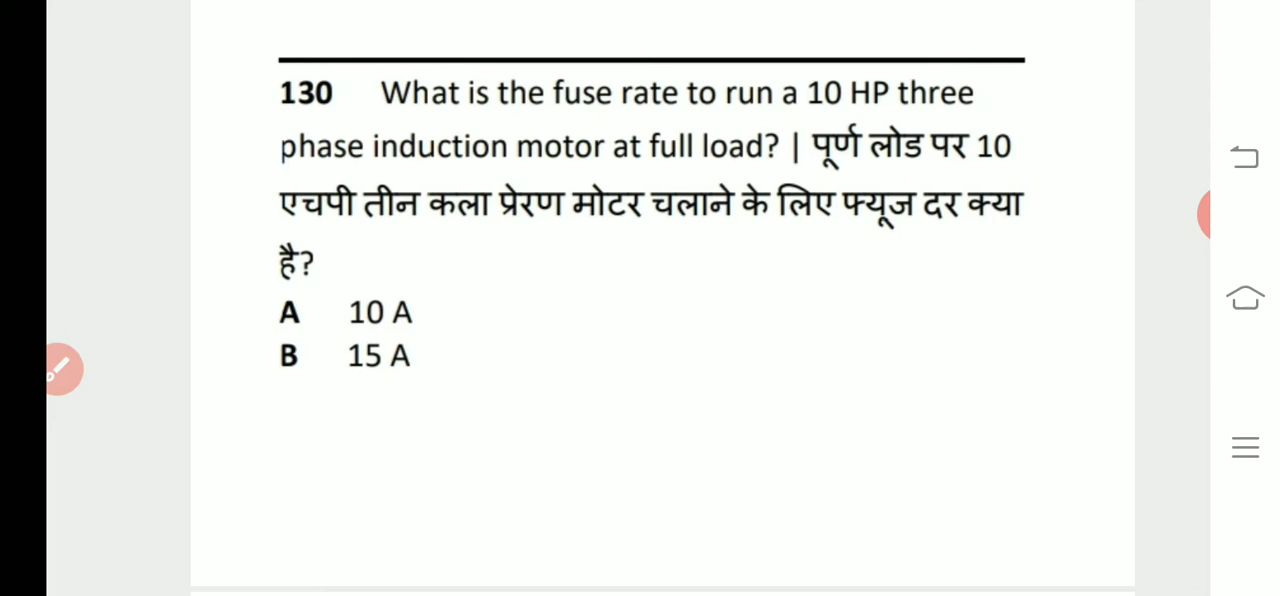 130 What is the fuse rate to run a 10 HP three
phase induction motor at full load? | पूर्ण लोड पर 10
एचपी तीन कला प्रेरण मोटर चलाने के लिए फ्यूज दर क्या
है?
A 10 A
B 15 A